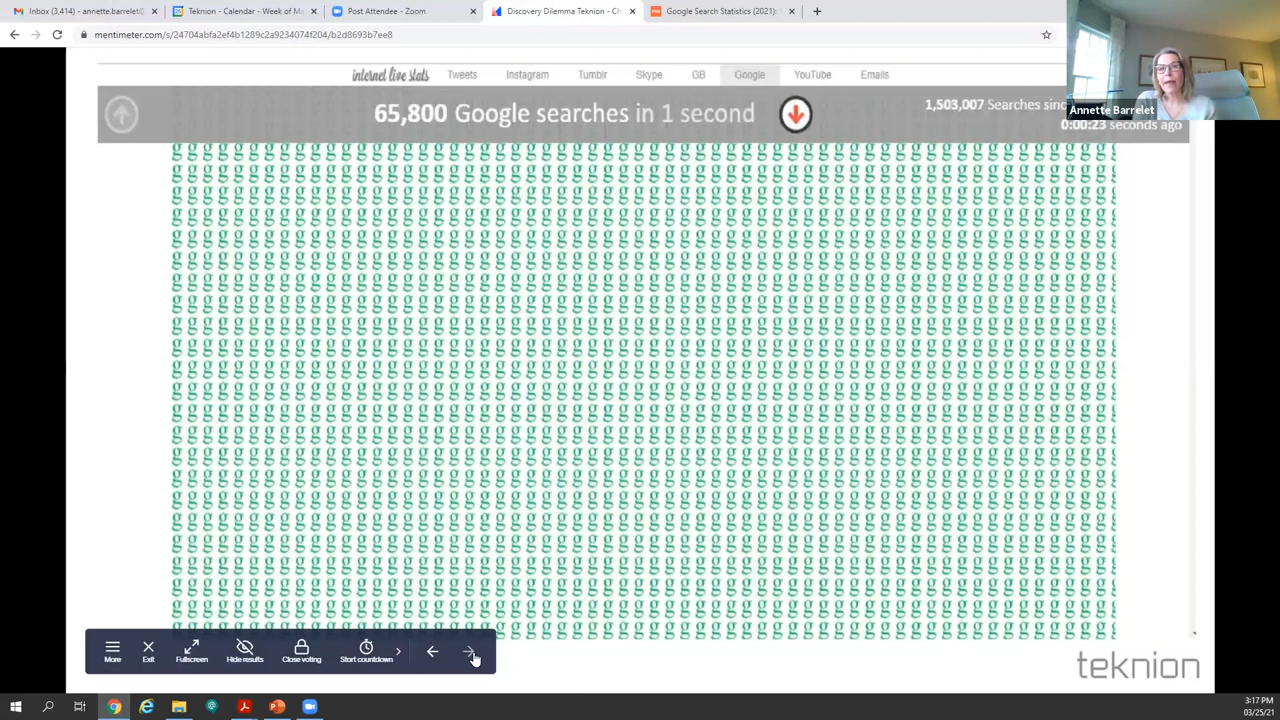 Inbox (3,414) - annette.barrelet@
Teknion - Calendar - Week of Ma
Post Attendee - Zoom
Discovery Dilemma Teknion - Ch
Google Search Statistics (2021):
mentimeter.com/s/24704abfa2ef4b1289c2a9234074f204/b2d8693b7ee8
internet live stats
Tweets
Instagram
Tumblr
Skype
GB
Google
YouTube
Emails
65,800 Google searches in 1 second
1,503,007 Searches sinc
0:00:23 seconds ago
Annette Barrelet
More
Exit
Fullscreen
Hide results
Close voting
Start countdown
teknion
3:17 PM
03/25/21